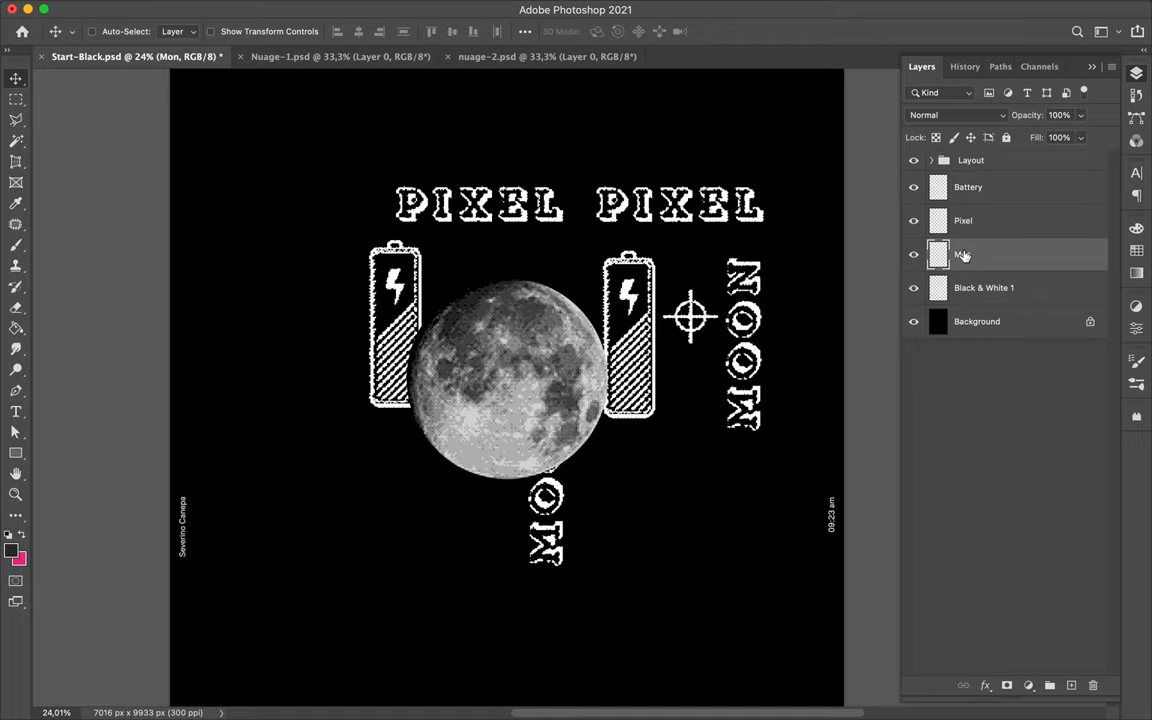 Adobe Photoshop 2021
Auto-Select: Layer Show Transform Controls 3D Mode:
Start-Black.psd @ 24% (Mon, RGB/8) * Nuage-1.psd @ 33,3% (Layer 0, RGB/8*) nuage-2.psd @ 33,3% (Layer 0, RGB/8*)
Layers History Paths Channels
Kind
Normal Opacity: 100%
Lock: Fill: 100%
Layout
Battery
Pixel
Black & White 1
Background
PIXEL PIXEL
MOON
MO
Severino Canepa
09:23 am
24,01% 7016 px x 9933 px (300 ppi)